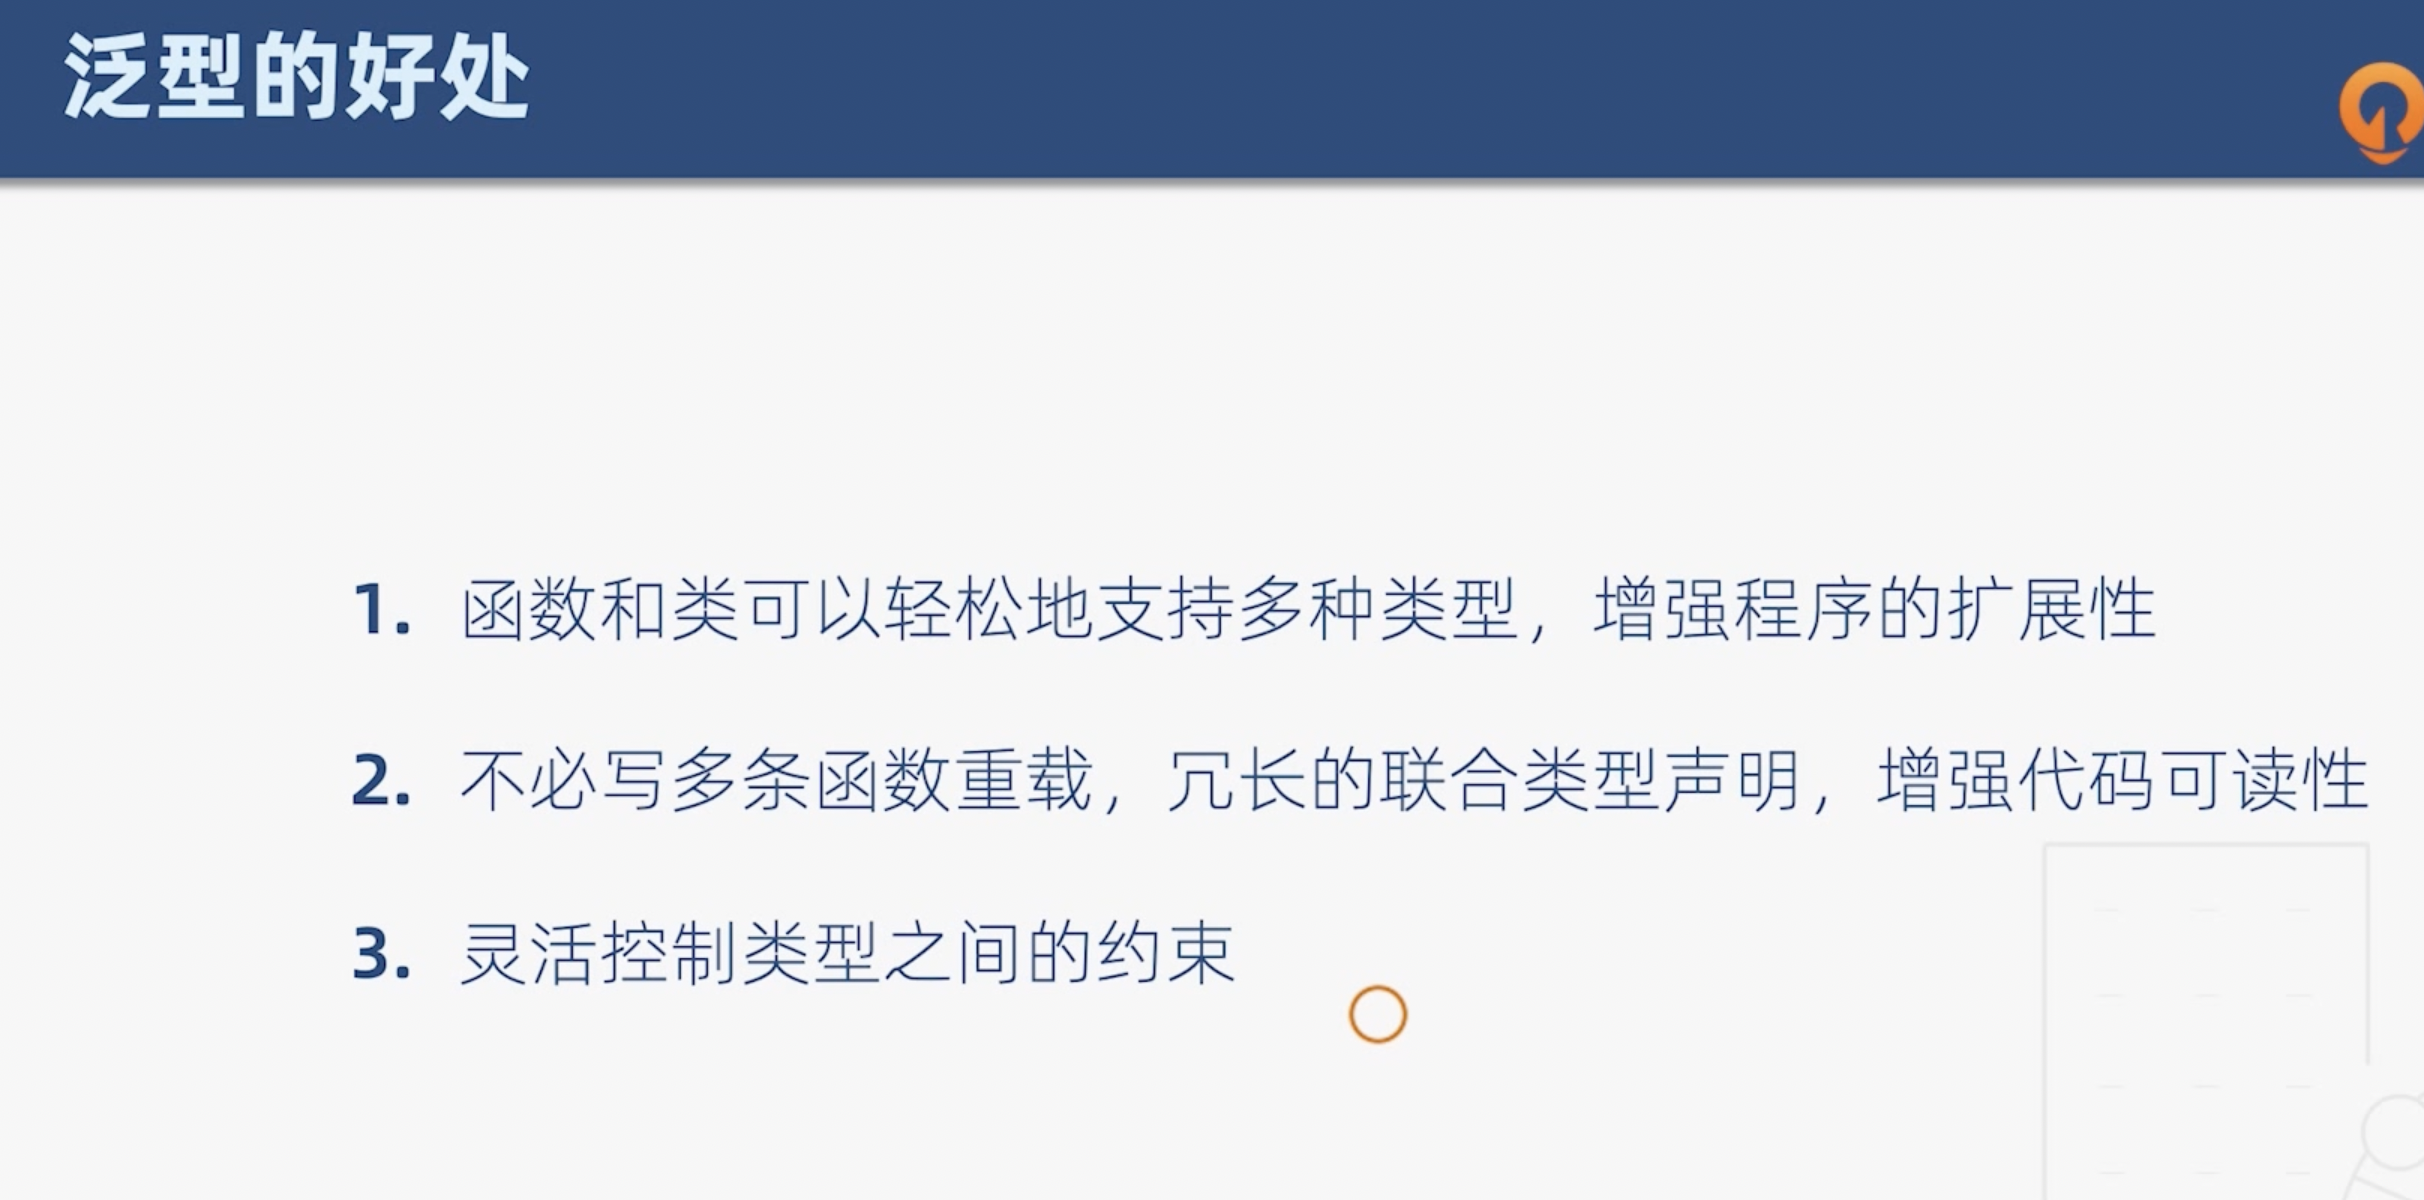 泛型的好处
1. 函数和类可以轻松地支持多种类型，增强程序的扩展性
2. 不必写多条函数重载，冗长的联合类型声明，增强代码可读性
3. 灵活控制类型之间的约束